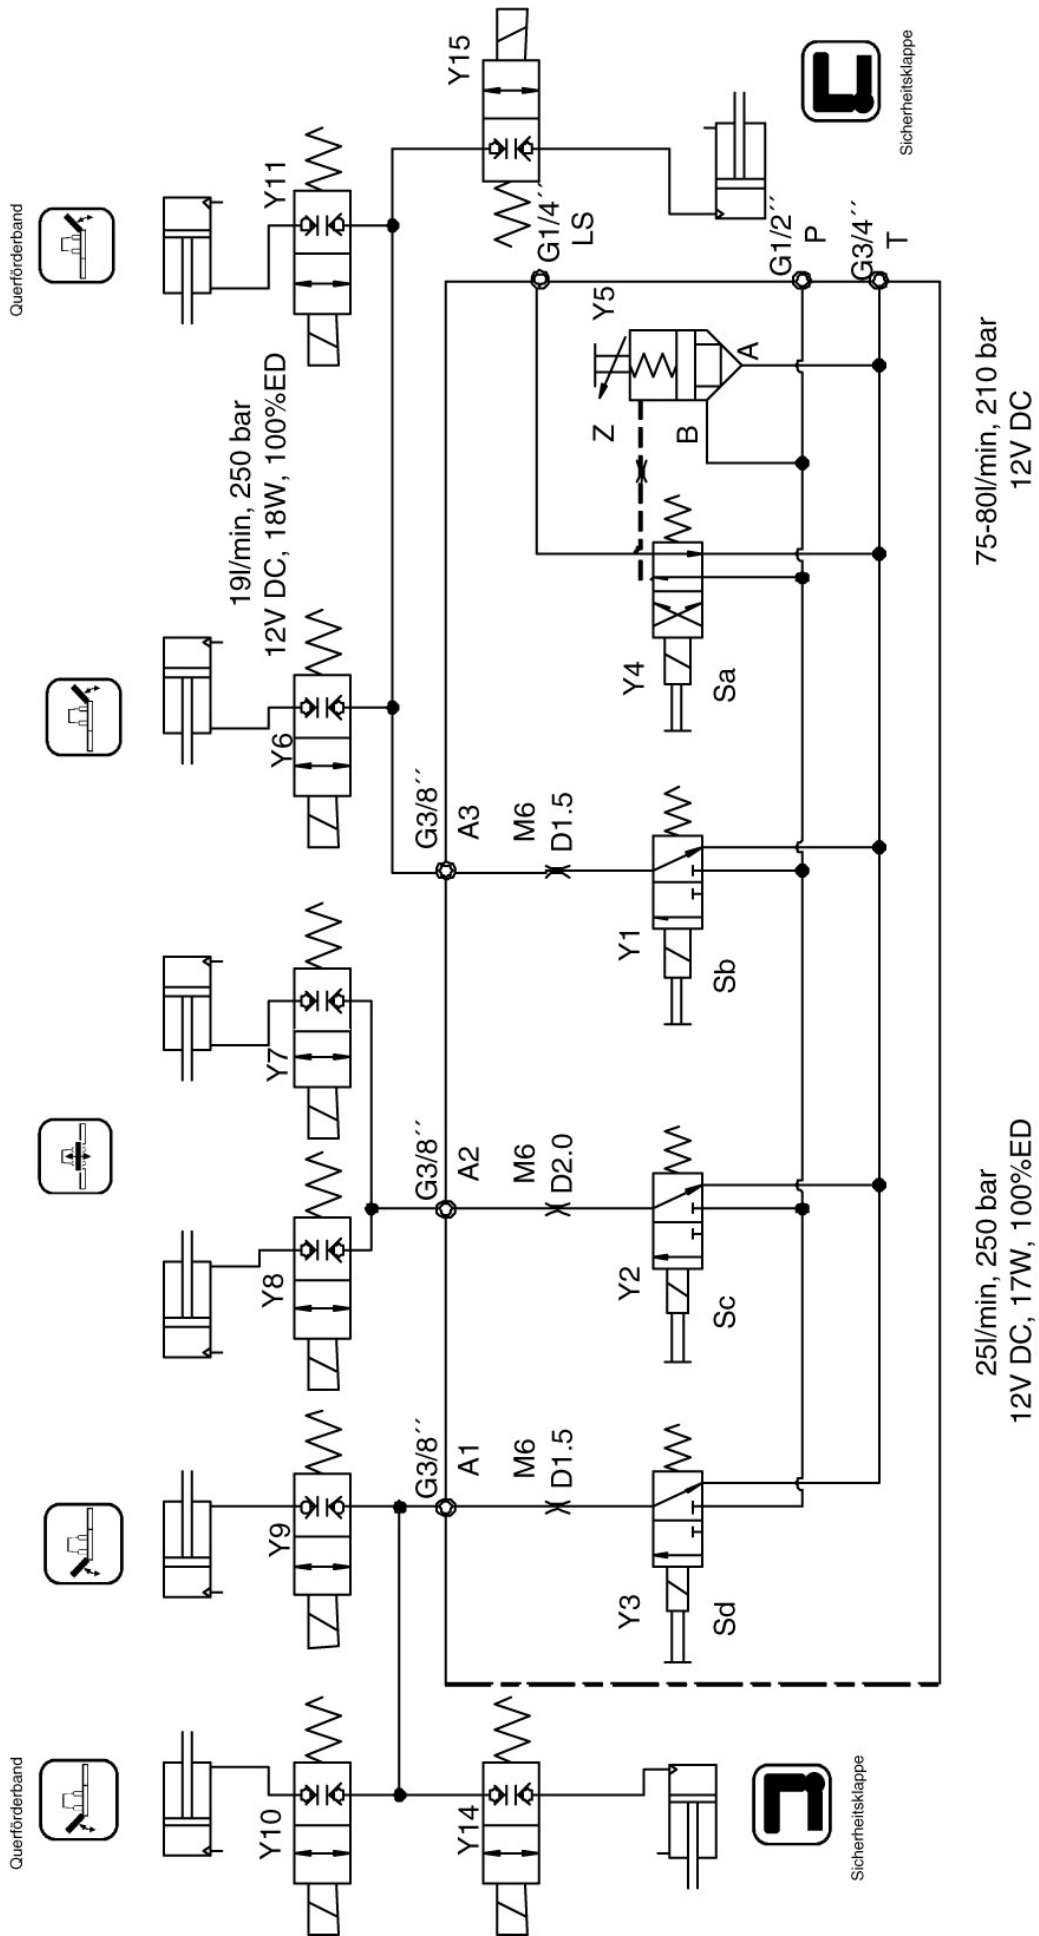 Querförderband
Y10
Y14
Sicherheitsklappe
Y9
G3/8´´
A1
M6
D1.5
Y3
Sd
Y8
Y7
G3/8´´
A2
M6
D2.0
Y2
Sc
25l/min, 250 bar
12V DC, 17W, 100%ED
Y6
19l/min, 250 bar
12V DC, 18W, 100%ED
G3/8´´
A3
M6
D1.5
Y1
Sb
Y4
Sa
Z
B
A
Y5
75-80l/min, 210 bar
12V DC
Querförderband
Y11
Y15
G1/4´´
LS
G1/2´´
P
G3/4´´
T
Sicherheitsklappe